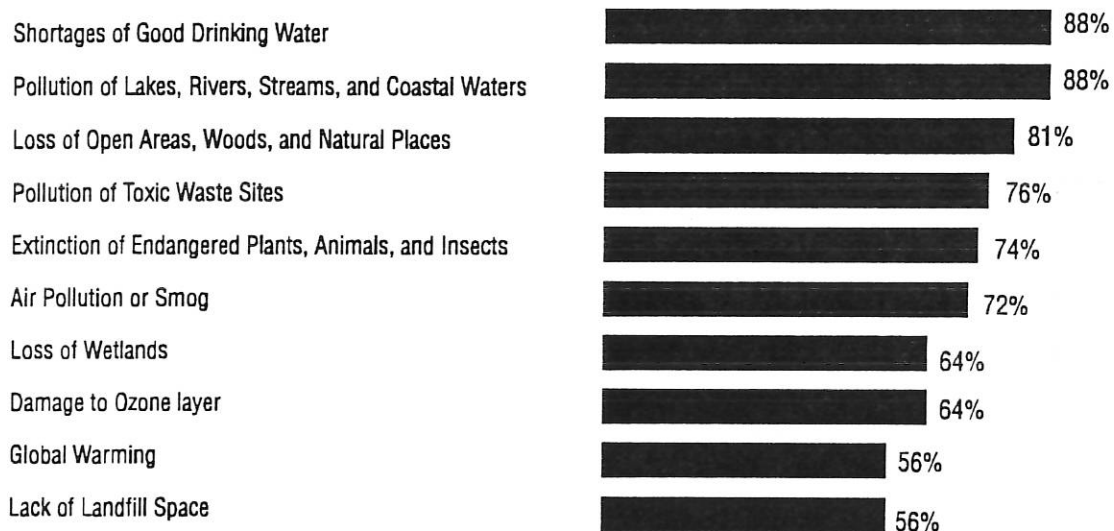 Shortages of Good Drinking Water 88%
Pollution of Lakes, Rivers, Streams, and Coastal Waters 88%
Loss of Open Areas, Woods, and Natural Places 81%
Pollution of Toxic Waste Sites 76%
Extinction of Endangered Plants, Animals, and Insects 74%
Air Pollution or Smog 72%
Loss of Wetlands 64%
Damage to Ozone layer 64%
Global Warming 56%
Lack of Landfill Space 56%